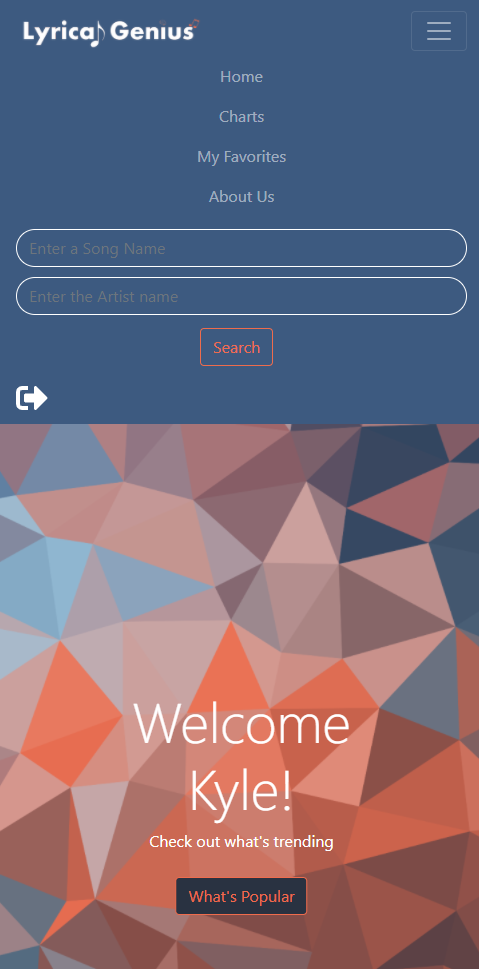 Lyrical Genius
Home
Charts
My Favorites
About Us
Enter a Song Name
Enter the Artist name
Search
Welcome
Kyle!
Check out what's trending
What's Popular